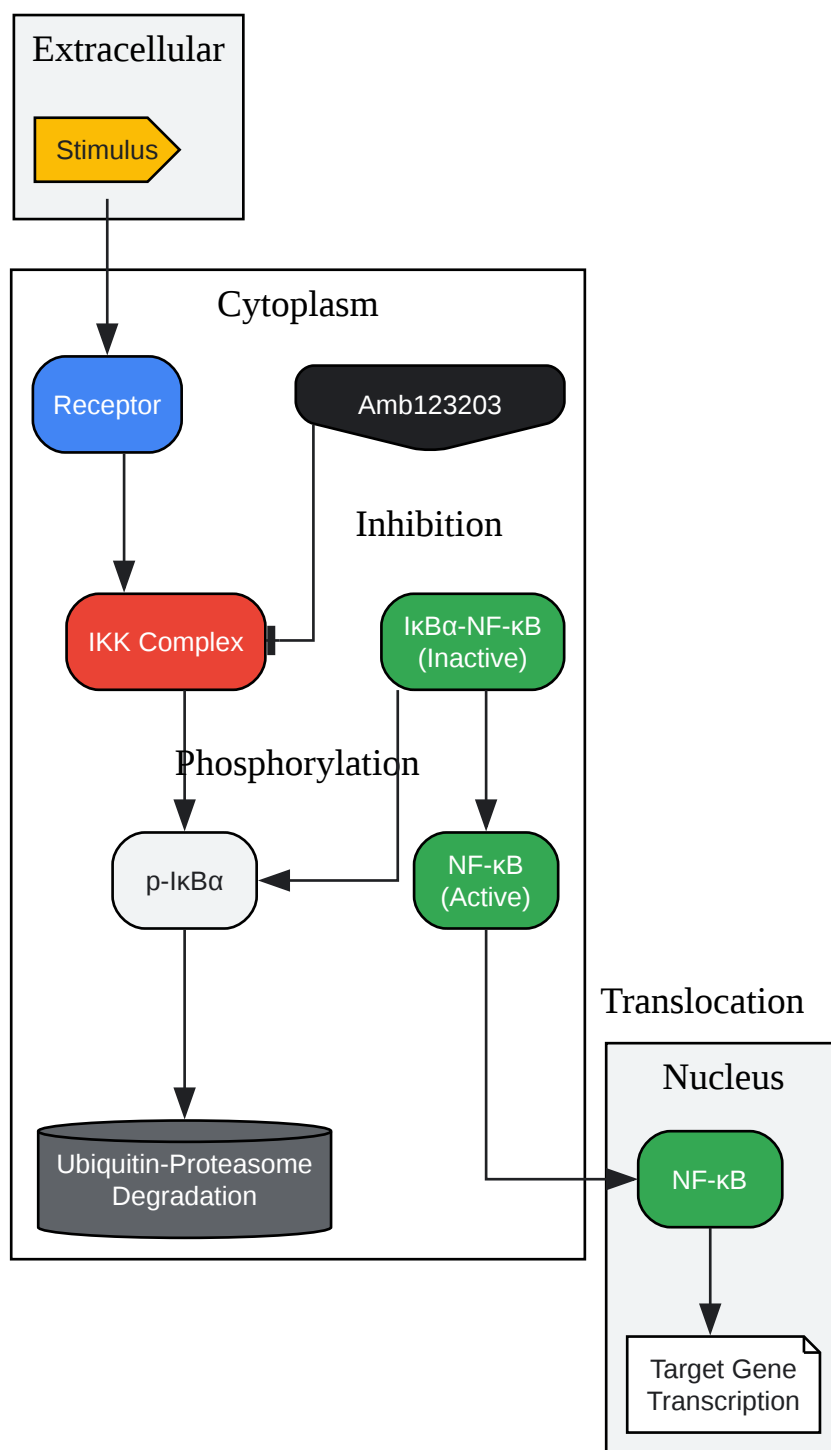 Extracellular
Stimulus
Cytoplasm
Receptor
Amb123203
Inhibition
IKK Complex
IκBα-NF-κB
(Inactive)
Phosphorylation
p-IκBα
NF-κB
(Active)
Translocation
Nucleus
Ubiquitin-Proteasome
Degradation
NF-κB
Target Gene
Transcription